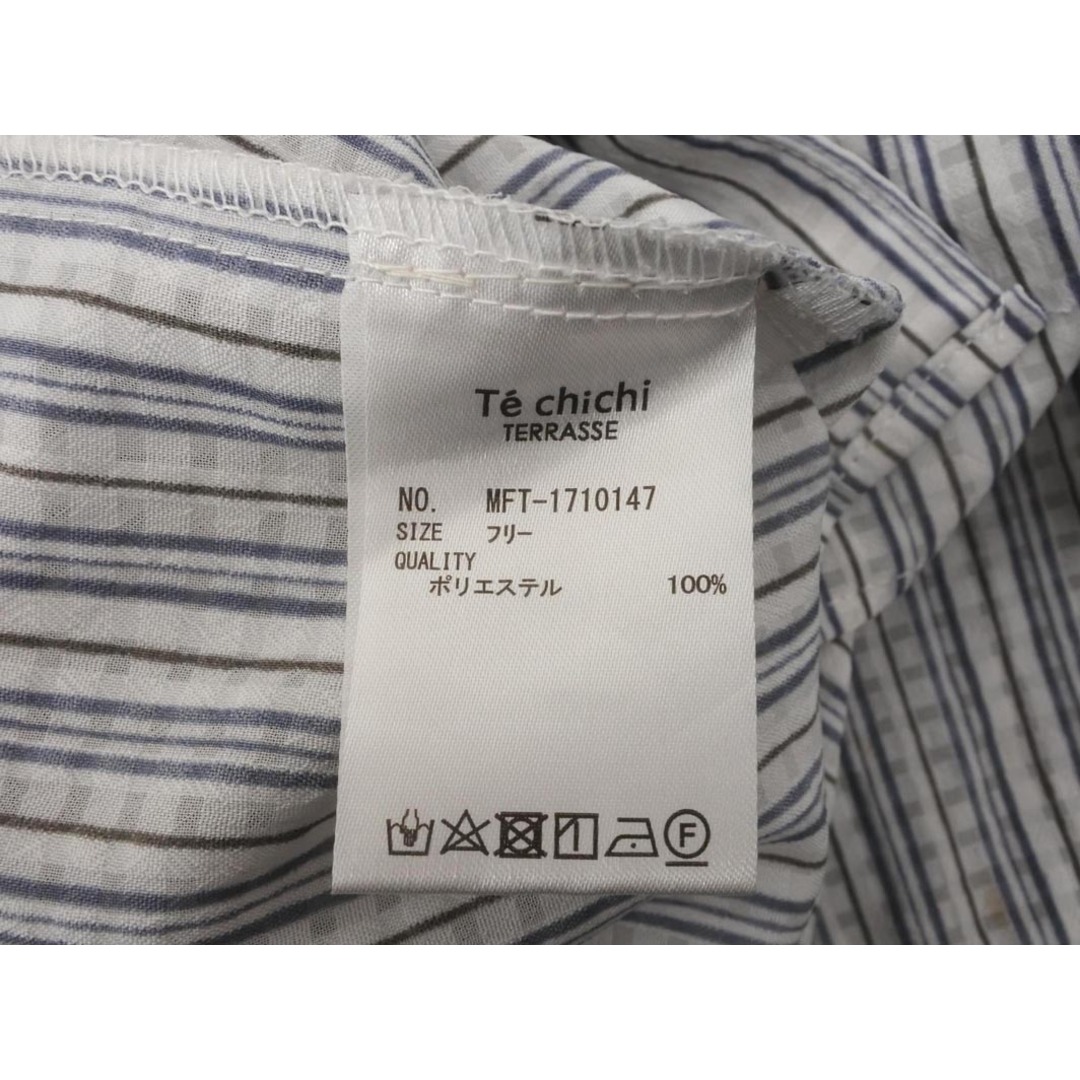 Té chichi
TERRASSE
NO. MFT-1710147
SIZE フリー
QUALITY
ポリエステル 100%
F